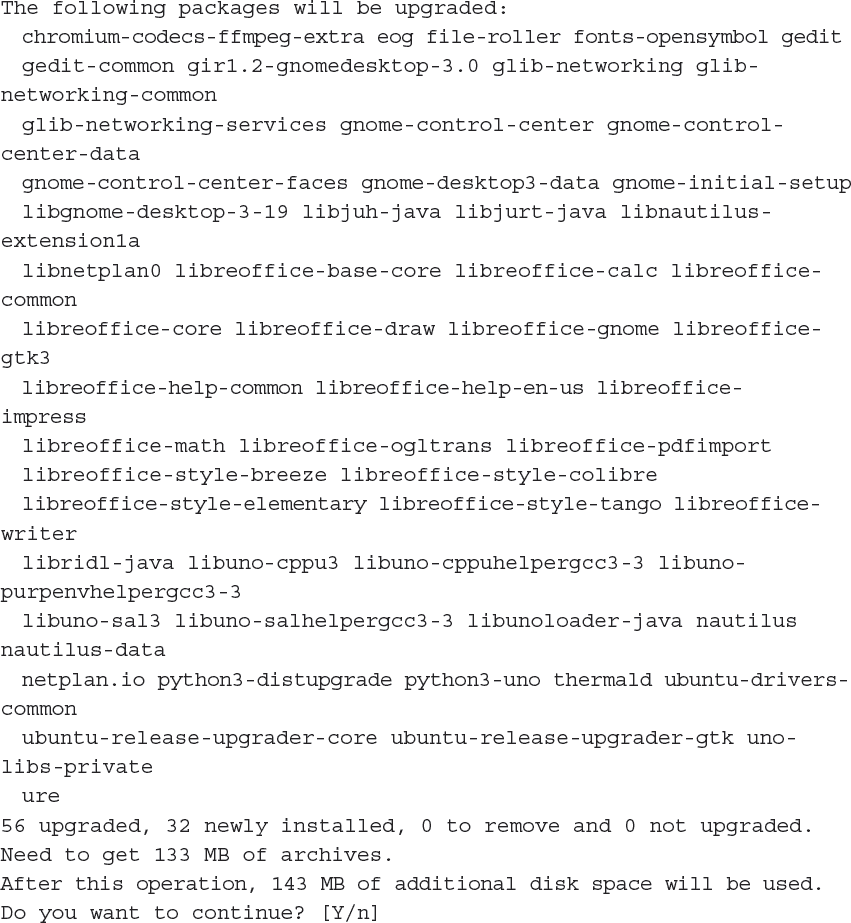 The following packages will be upgraded:
chromium-codecs-ffmpeg-extra eog file-roller fonts-opensymbol gedit
gedit-common gir1.2-gnomedesktop-3.0 glib-networking glib-
networking-common
glib-networking-services gnome-control-center gnome-control-
center-data
gnome-control-center-faces gnome-desktop3-data gnome-initial-setup
libgnome-desktop-3-19 libjuh-java libjurt-java libnautilus-
extension1a
libnetplan0 libreoffice-base-core libreoffice-calc libreoffice-
common
libreoffice-core libreoffice-draw libreoffice-gnome libreoffice-
gtk3
libreoffice-help-common libreoffice-help-en-us libreoffice-
impress
libreoffice-math libreoffice-ogltrans libreoffice-pdfimport
libreoffice-style-breeze libreoffice-style-colibre
libreoffice-style-elementary libreoffice-style-tango libreoffice-
writer
libridl-java libuno-cppu3 libuno-cppuhelpergcc3-3 libuno-
purpenvhelpergcc3-3
libuno-sal3 libuno-salhelpergcc3-3 libunoloader-java nautilus
nautilus-data
netplan.io python3-distupgrade python3-uno thermald ubuntu-drivers-
common
ubuntu-release-upgrader-core ubuntu-release-upgrader-gtk uno-
libs-private
ure
56 upgraded, 32 newly installed, 0 to remove and 0 not upgraded.
Need to get 133 MB of archives.
After this operation, 143 MB of additional disk space will be used.
Do you want to continue? [Y/n]